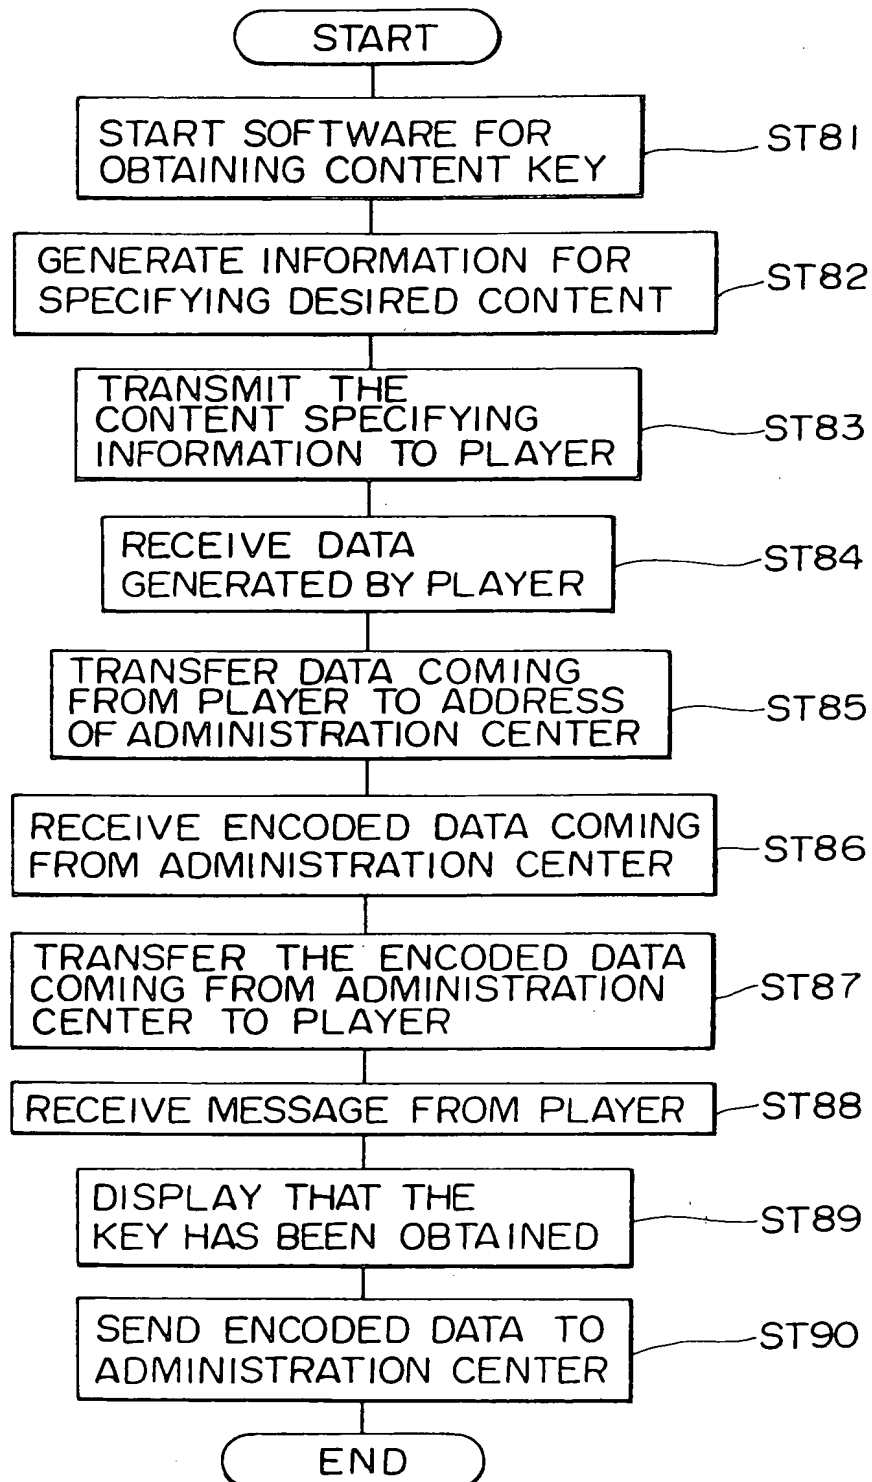 START
START SOFTWARE FOR
OBTAINING CONTENT KEY
ST81
GENERATE INFORMATION FOR
SPECIFYING DESIRED CONTENT
ST82
TRANSMIT THE
CONTENT SPECIFYING
INFORMATION TO PLAYER
ST83
RECEIVE DATA
GENERATED BY PLAYER
ST84
TRANSFER DATA COMING
FROM PLAYER TO ADDRESS
OF ADMINISTRATION CENTER
ST85
RECEIVE ENCODED DATA COMING
FROM ADMINISTRATION CENTER
ST86
TRANSFER THE ENCODED DATA
COMING FROM ADMINISTRATION
CENTER TO PLAYER
ST87
RECEIVE MESSAGE FROM PLAYER
ST88
DISPLAY THAT THE
KEY HAS BEEN OBTAINED
ST89
SEND ENCODED DATA TO
ADMINISTRATION CENTER
ST90
END